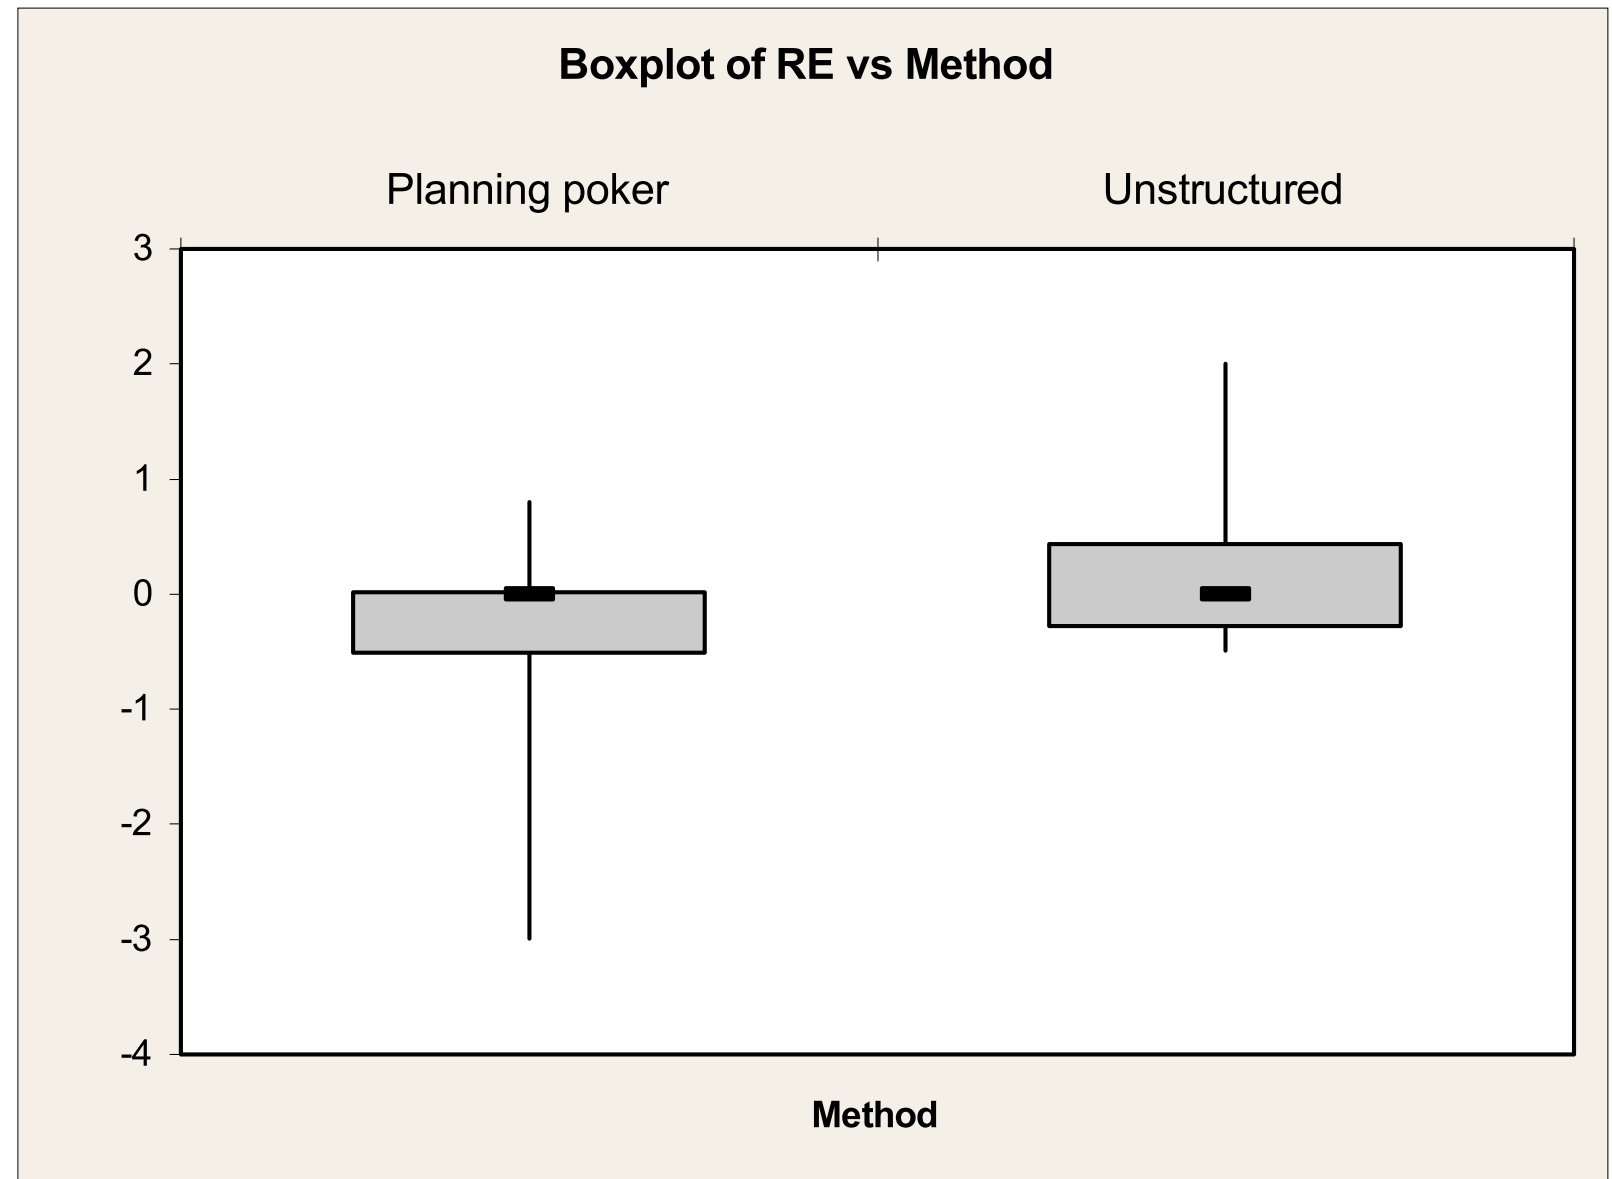 Boxplot of RE vs Method
Planning poker Unstructured
3
2
1
0
-1
-2
-3
-4
Method